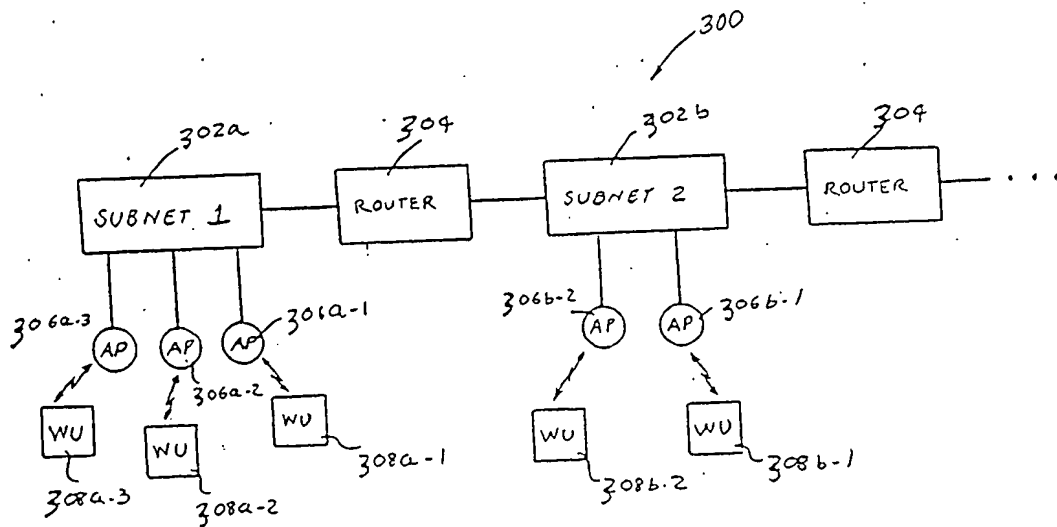 300
302a
304
302b
304
SUBNET 1
ROUTER
SUBNET 2
ROUTER
306a-3
306a-1
306b-2
306b-1
AP
AP
AP
AP
AP
306a-2
WU
WU
WU
WU
WU
308a-3
308a-2
308a-1
308b-2
308b-1